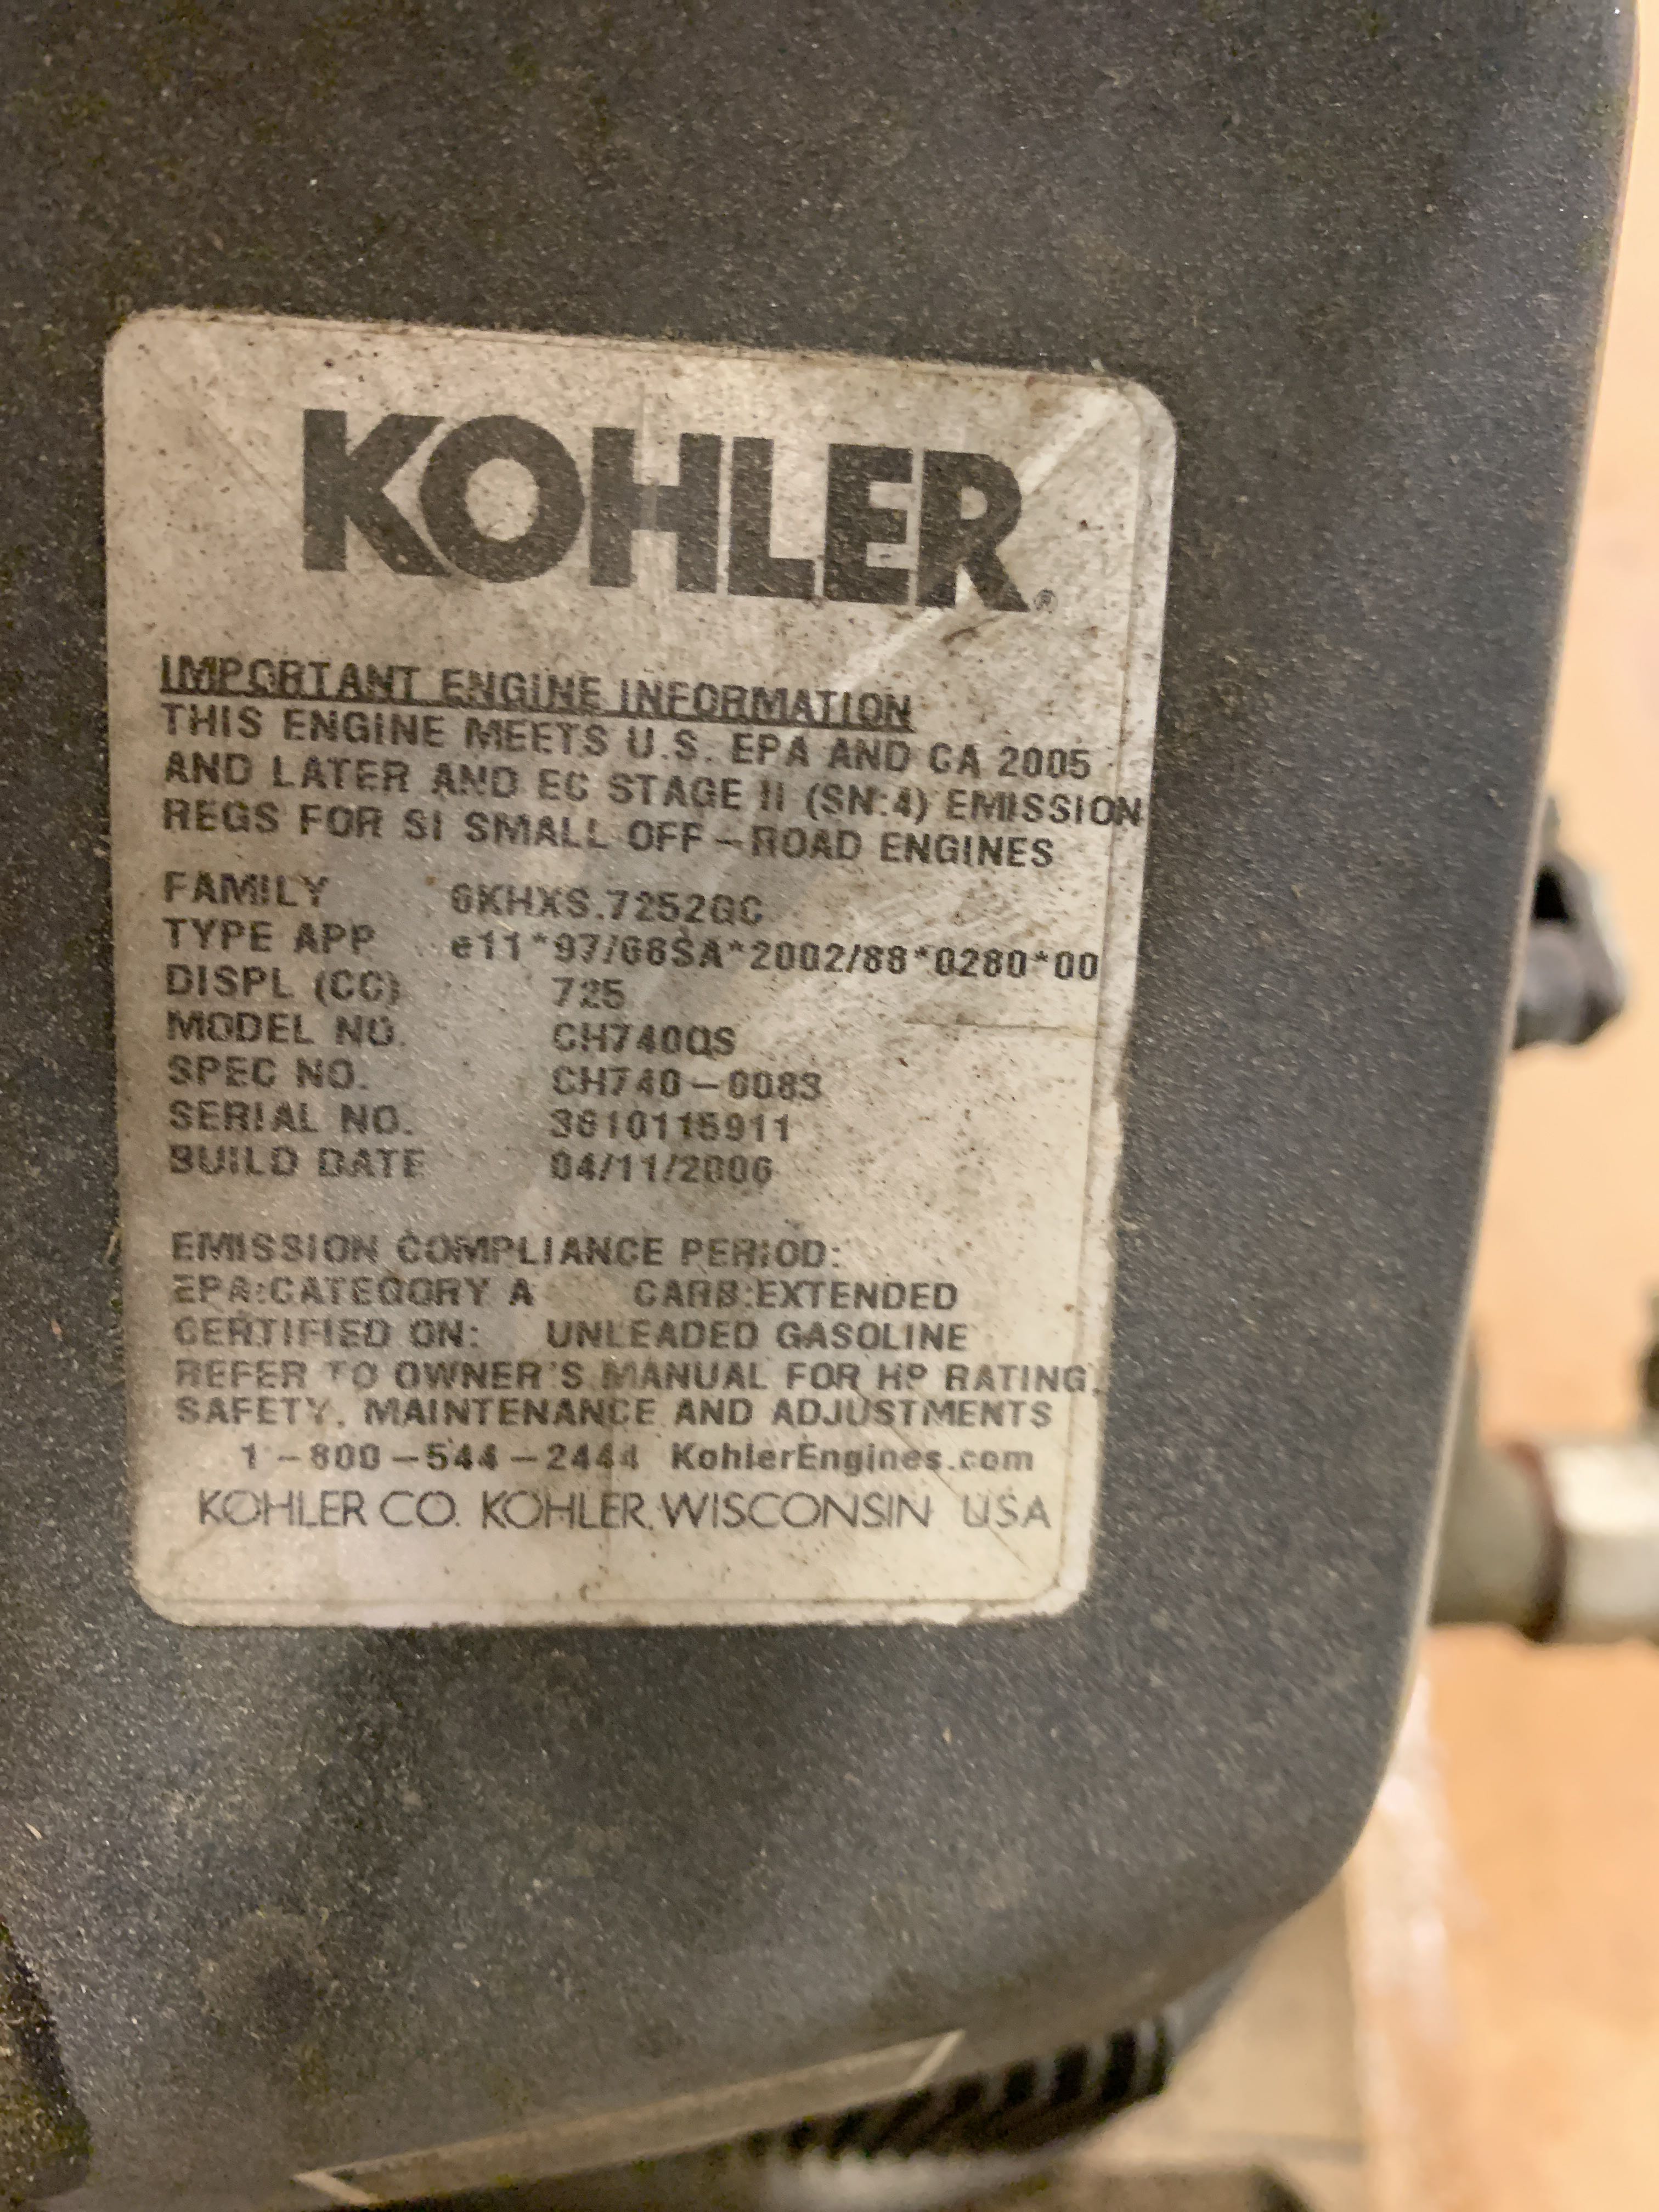 KOHLER®
IMPORTANT ENGINE INFORMATION
THIS ENGINE MEETS U.S. EPA AND CA 2005
AND LATER AND EC STAGE II (SN:4) EMISSION
REGS FOR SI SMALL OFF-ROAD ENGINES
FAMILY 6KHXS.7252GC
TYPE APP e11*97/68SA*2002/88*0280*00
DISPL (CC) 725
MODEL NO. CH740QS
SPEC NO. CH740-0083
SERIAL NO. 3610115911
BUILD DATE 04/11/2006
EMISSION COMPLIANCE PERIOD:
EPA:CATEGORY A CARB:EXTENDED
CERTIFIED ON: UNLEADED GASOLINE
REFER TO OWNER'S MANUAL FOR HP RATING,
SAFETY, MAINTENANCE AND ADJUSTMENTS
1-800-544-2444 KohlerEngines.com
KOHLER CO. KOHLER, WISCONSIN USA